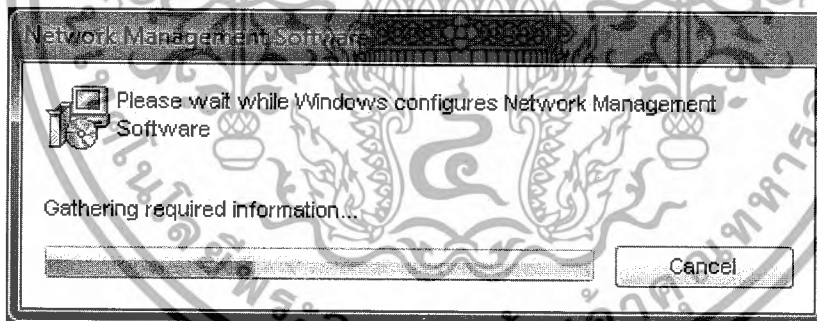 Network Management Software
Please wait while Windows configures Network Management
Software
Gathering required information...
Cancel